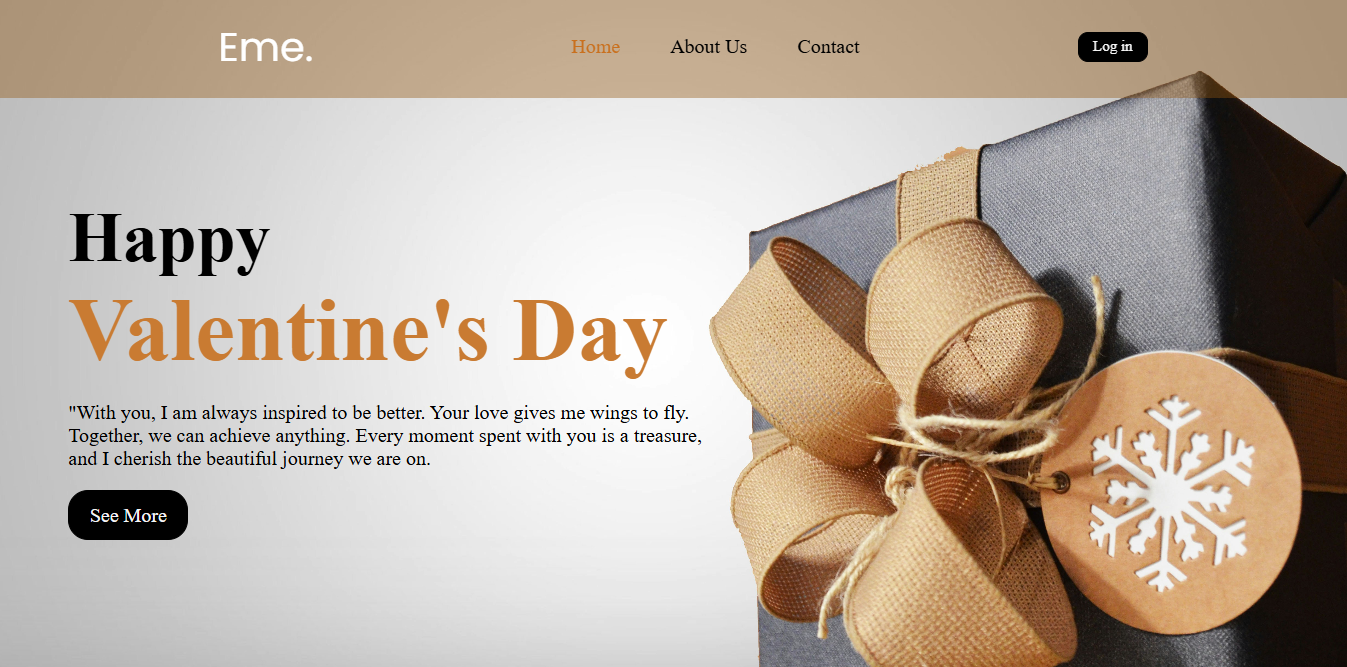 Eme.
Home About Us Contact
Log in
Happy
Valentine's Day
"With you, I am always inspired to be better. Your love gives me wings to fly.
Together, we can achieve anything. Every moment spent with you is a treasure,
and I cherish the beautiful journey we are on.
See More